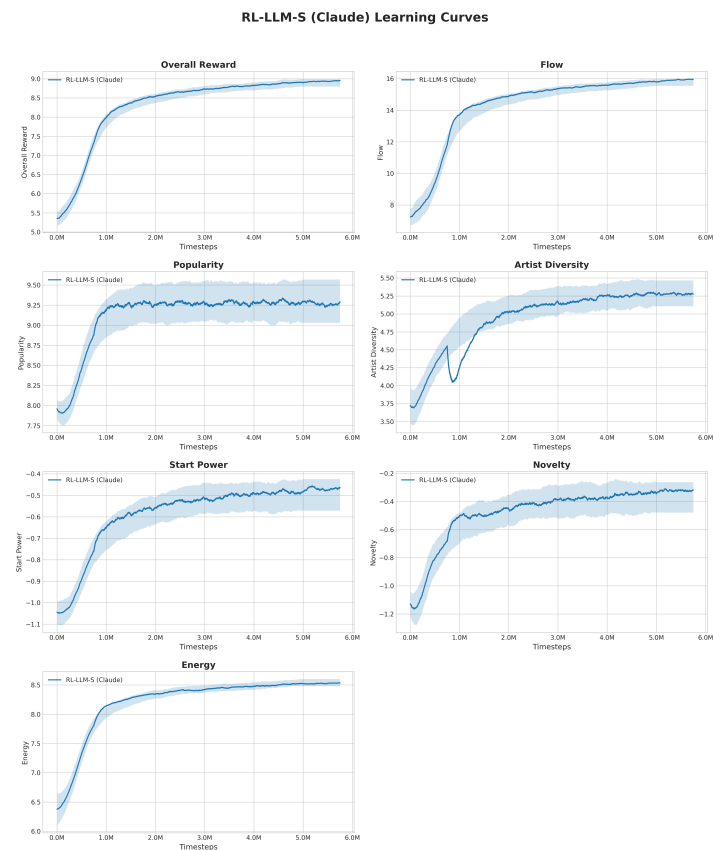 RL-LLM-S (Claude) Learning Curves
Overall Reward
RL-LLM-S (Claude)
Overall Reward
9.0
8.5
8.0
7.5
7.0
6.5
6.0
5.5
5.0
0.0M 1.0M 2.0M 3.0M 4.0M 5.0M 6.0M
Timesteps
Flow
RL-LLM-S (Claude)
Flow
16
14
12
10
8
0.0M 1.0M 2.0M 3.0M 4.0M 5.0M 6.0M
Timesteps
Popularity
RL-LLM-S (Claude)
Popularity
9.50
9.25
9.00
8.75
8.50
8.25
8.00
7.75
0.0M 1.0M 2.0M 3.0M 4.0M 5.0M 6.0M
Timesteps
Artist Diversity
RL-LLM-S (Claude)
Artist Diversity
5.50
5.25
5.00
4.75
4.50
4.25
4.00
3.75
3.50
0.0M 1.0M 2.0M 3.0M 4.0M 5.0M 6.0M
Timesteps
Start Power
RL-LLM-S (Claude)
Start Power
−0.4
−0.5
−0.6
−0.7
−0.8
−0.9
−1.0
−1.1
0.0M 1.0M 2.0M 3.0M 4.0M 5.0M 6.0M
Timesteps
Novelty
RL-LLM-S (Claude)
Novelty
−0.2
−0.4
−0.6
−0.8
−1.0
−1.2
0.0M 1.0M 2.0M 3.0M 4.0M 5.0M 6.0M
Timesteps
Energy
RL-LLM-S (Claude)
Energy
8.5
8.0
7.5
7.0
6.5
6.0
0.0M 1.0M 2.0M 3.0M 4.0M 5.0M 6.0M
Timesteps